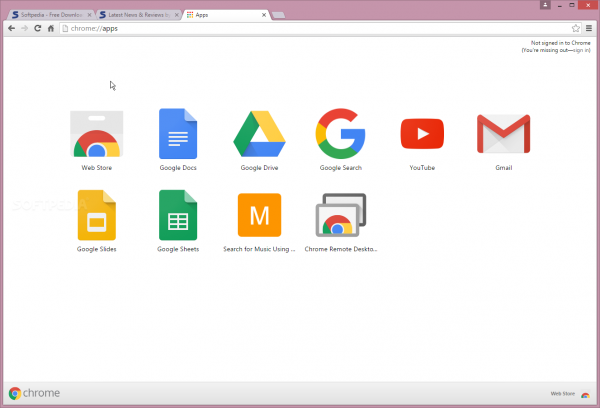 Softpedia - Free Downloa
Latest News & Reviews b
Apps
chrome://apps
Not signed in to Chrome
(You're missing out—sign in)
Web Store
Google Docs
Google Drive
Google Search
YouTube
Gmail
SOFTPEDIA
Google Slides
Google Sheets
M
Search for Music Using ...
Chrome Remote Deskto...
chrome
Web Store